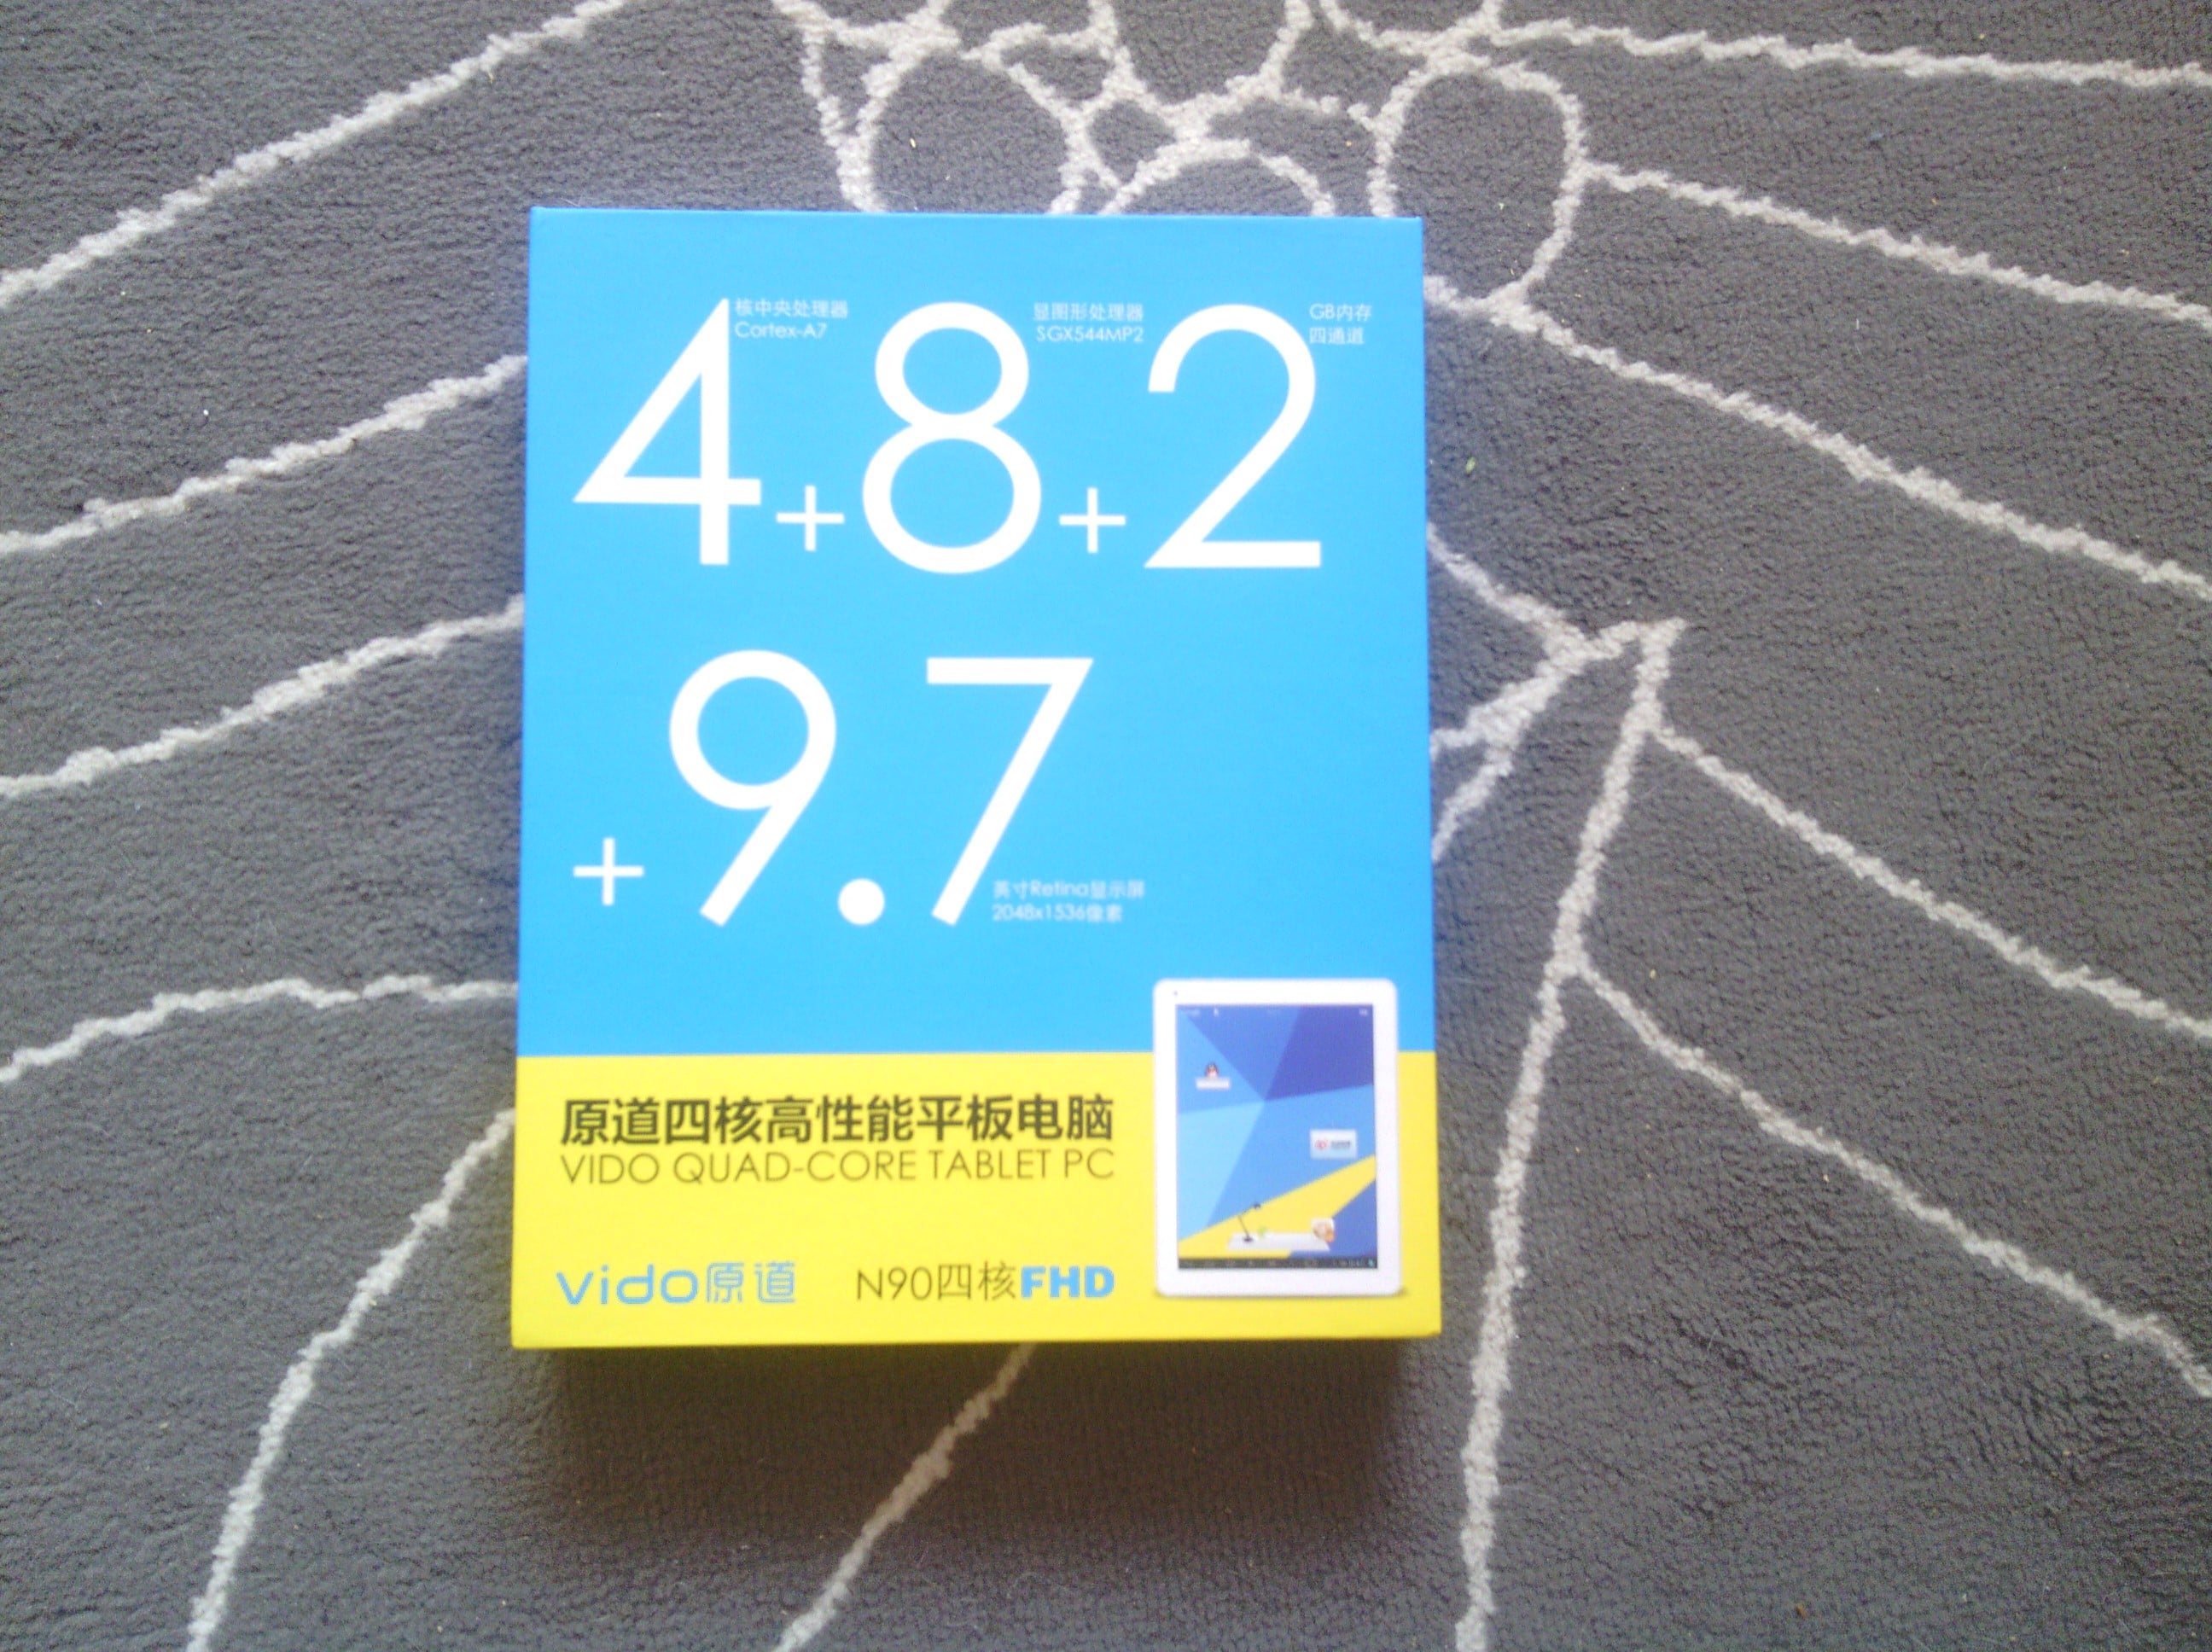 4
核中央处理器
Cortex-A7
+
8
显图形处理器
SGX544MP2
+
2
GB内存
四通道
+
9.7
英寸Retina显示屏
2048x1536像素
原道四核高性能平板电脑
VIDO QUAD-CORE TABLET PC
vido原道
N90四核FHD